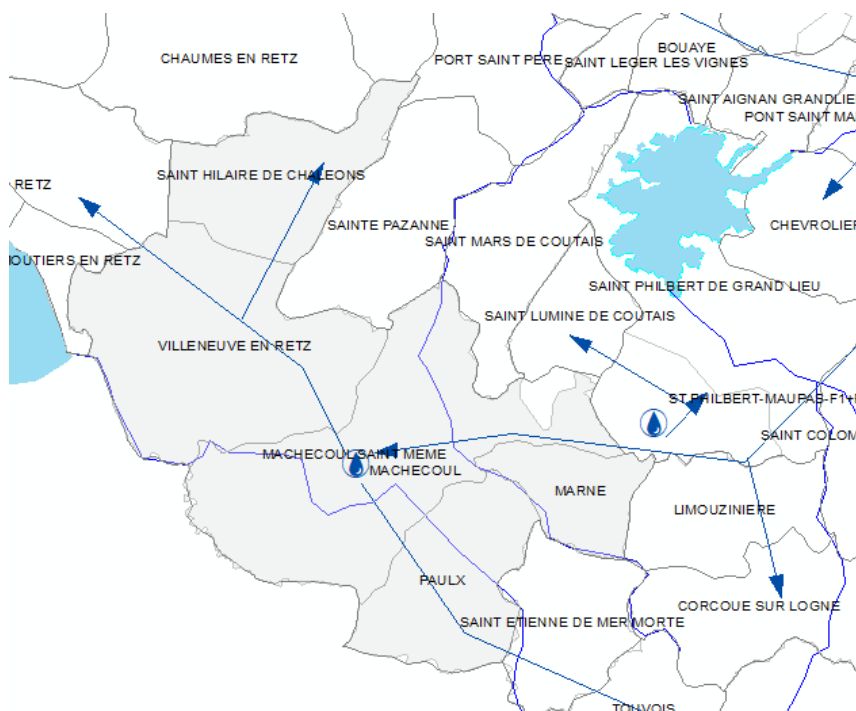 BOUAYE
CHAUMES EN RETZ
PORT SAINT PERE
SAINT LEGER LES VIGNES
SAINT AIGNAN GRANDLIE
PONT SAINT MA
SAINT HILAIRE DE CHALEONS
RETZ
SAINTE PAZANNE
CHEVROLIER
SAINT MARS DE COUTAIS
OUTIERS EN RETZ
SAINT PHILBERT DE GRAND LIEU
SAINT LUMINE DE COUTAIS
VILLENEUVE EN RETZ
ST PHILBERT-MAUPAS-F1+
SAINT COLOM
MACHECOUL SAINT MEME
MACHECOUL
MARNE
LIMOUZINIERE
PAULX
CORCOUE SUR LOGNE
SAINT ETIENNE DE MER MORTE
TOUVOIS